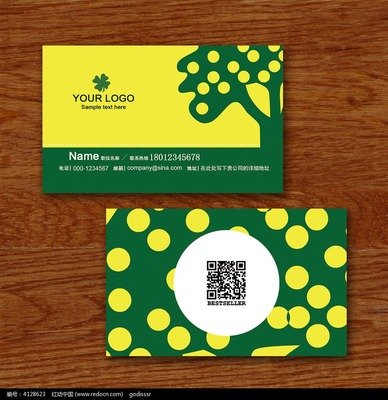 YOUR LOGO
Sample text here
Name 职位名称 / 联系热线 18012345678
电话| 000-1234567 邮箱| company@sina.com 地址| 在此处写下贵公司的详细地址
BESTSELLER
编号：4128623 红动中国 (www.redocn.com) godisssr